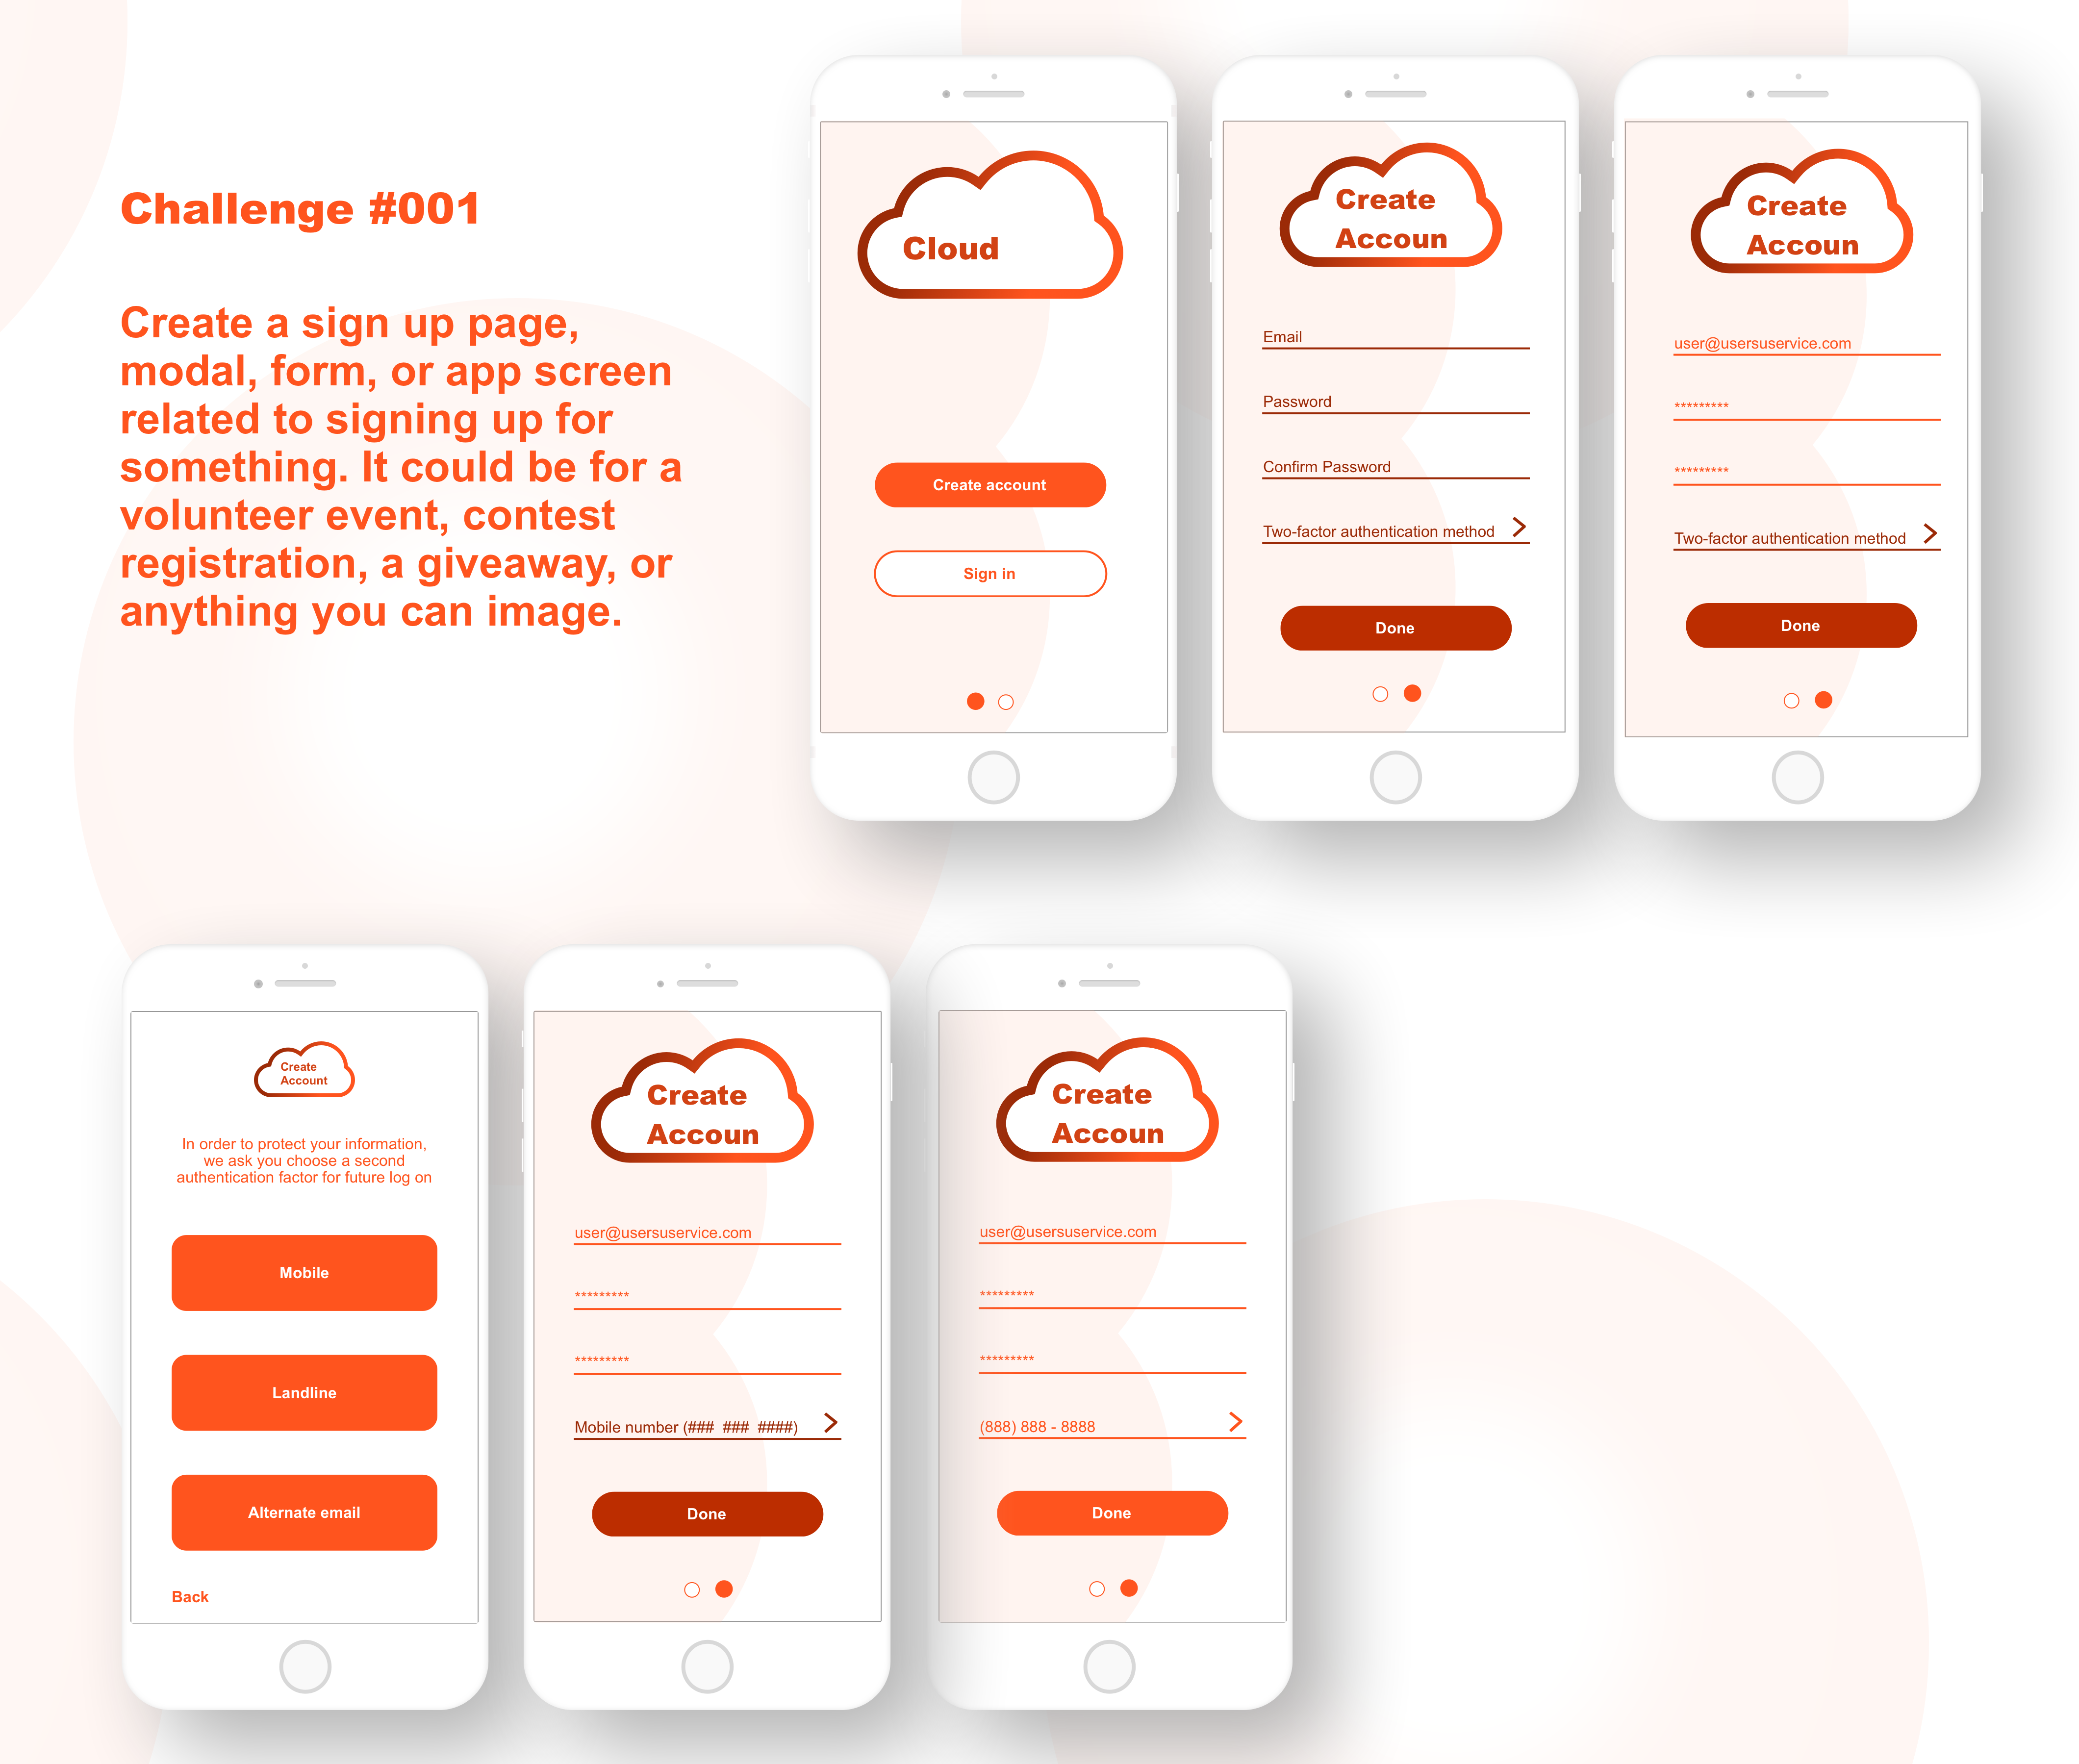 Challenge #001
Create a sign up page,
modal, form, or app screen
related to signing up for
something. It could be for a
volunteer event, contest
registration, a giveaway, or
anything you can image.
Cloud
Create account
Sign in
Create
Accoun
Email
Password
Confirm Password
Two-factor authentication method
Done
Create
Accoun
user@usersuservice.com
*********
*********
Two-factor authentication method
Done
Create
Account
In order to protect your information,
we ask you choose a second
authentication factor for future log on
Mobile
Landline
Alternate email
Back
Create
Accoun
user@usersuservice.com
*********
*********
Mobile number (###  ###  ####)
Done
Create
Accoun
user@usersuservice.com
*********
*********
(888) 888 - 8888
Done